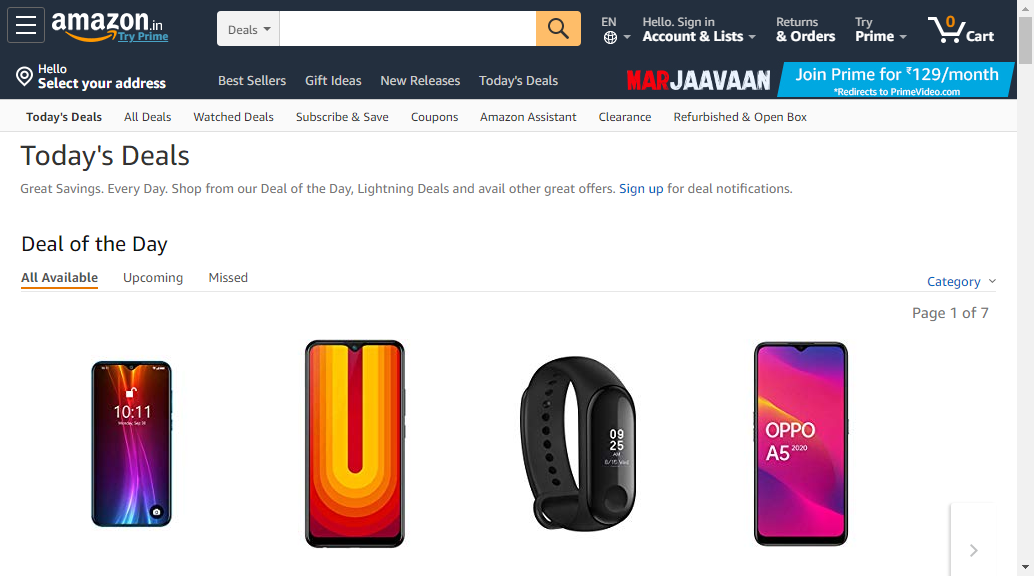 amazon.in
Try Prime
Deals
EN
Hello. Sign in
Account & Lists
Returns
& Orders
Try
Prime
0
Cart
Hello
Select your address
Best Sellers
Gift Ideas
New Releases
Today's Deals
MARJAAVAAN
Join Prime for ₹129/month
*Redirects to PrimeVideo.com
Today's Deals
All Deals
Watched Deals
Subscribe & Save
Coupons
Amazon Assistant
Clearance
Refurbished & Open Box
Today's Deals
Great Savings. Every Day. Shop from our Deal of the Day, Lightning Deals and avail other great offers. Sign up for deal notifications.
Deal of the Day
All Available
Upcoming
Missed
Category
Page 1 of 7
10:11
09
25
AM
OPPO
A5 2020